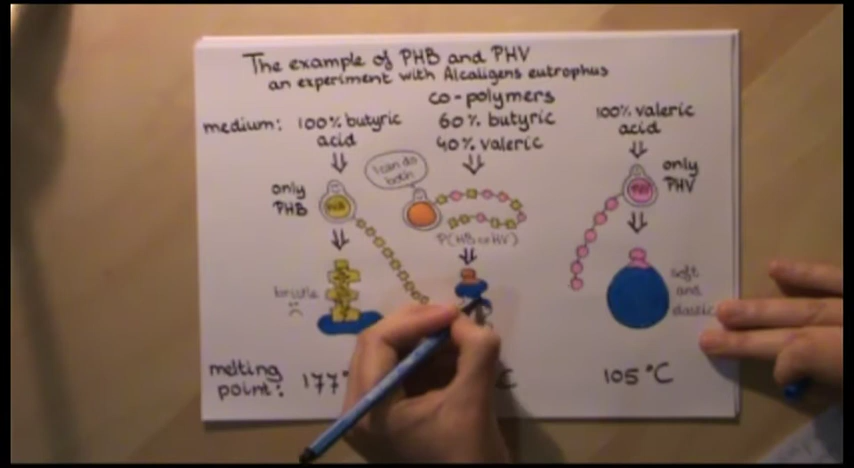 The example of PHB and PHV
an experiment with Alcaligens eutrophus
co-polymers
medium: 100% butyric
acid
60% butyric
40% valeric
100% valeric
acid
I can do
both
only
PHB
PHB
only
PHV
PHV
P(HB-co-HV)
bristle
soft
and
elastic
melting
point: 177°
C
105°C